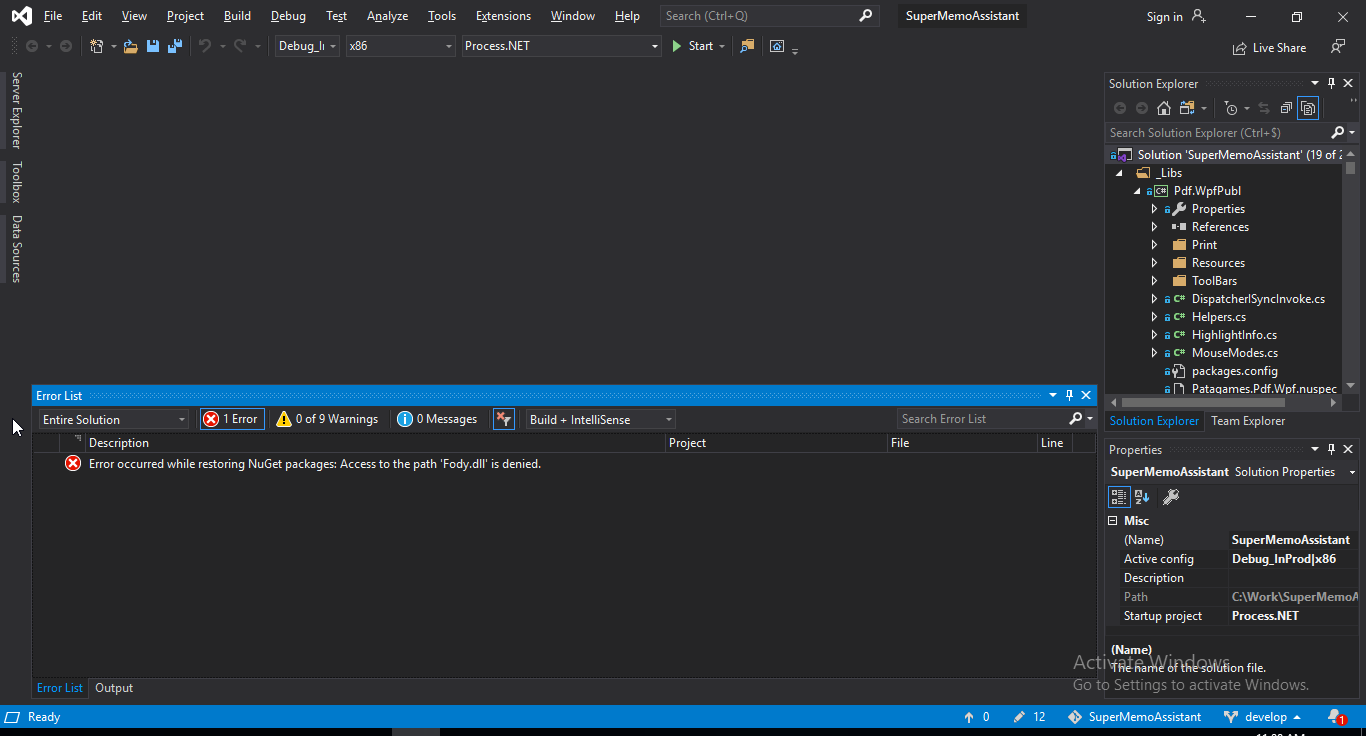 File Edit View Project Build Debug Test Analyze Tools Extensions Window Help Search (Ctrl+Q) SuperMemoAssistant Sign in
Debug_I x86 Process.NET Start Live Share
Server Explorer
Toolbox
Data Sources
Solution Explorer
Search Solution Explorer (Ctrl+$)
Solution 'SuperMemoAssistant' (19 of 2
_Libs
C# Pdf.WpfPubl
Properties
References
Print
Resources
ToolBars
C# DispatcherISyncInvoke.cs
C# Helpers.cs
C# HighlightInfo.cs
C# MouseModes.cs
packages.config
Patagames.Pdf.Wpf.nuspec
Solution Explorer Team Explorer
Error List
Entire Solution 1 Error 0 of 9 Warnings 0 Messages Build + IntelliSense Search Error List
Description Project File Line
Error occurred while restoring NuGet packages: Access to the path 'Fody.dll' is denied.
Error List Output
Properties
SuperMemoAssistant Solution Properties
Misc
(Name) SuperMemoAssistant
Active config Debug_InProd|x86
Description
Path C:\Work\SuperMemoA
Startup project Process.NET
(Name)
The name of the solution file.
Activate Windows
Go to Settings to activate Windows.
Ready 0 12 SuperMemoAssistant develop 1